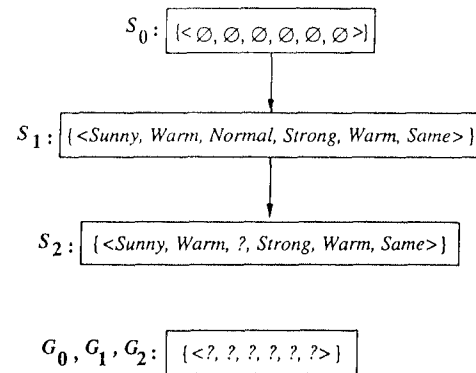 S0: {<∅, ∅, ∅, ∅, ∅, ∅>}
S1: {<Sunny, Warm, Normal, Strong, Warm, Same>}
S2: {<Sunny, Warm, ?, Strong, Warm, Same>}
G0, G1, G2: {<?, ?, ?, ?, ?, ?>}